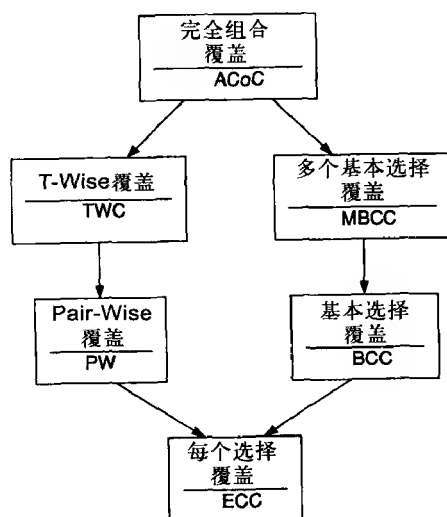 完全组合
覆盖
ACoC
T-Wise覆盖
TWC
多个基本选择
覆盖
MBCC
Pair-Wise
覆盖
PW
基本选择
覆盖
BCC
每个选择
覆盖
ECC